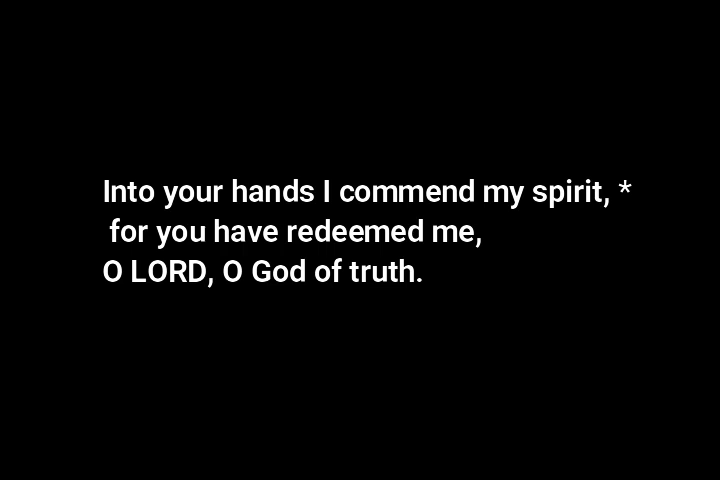 Into your hands I commend my spirit, *
for you have redeemed me,
O LORD, O God of truth.